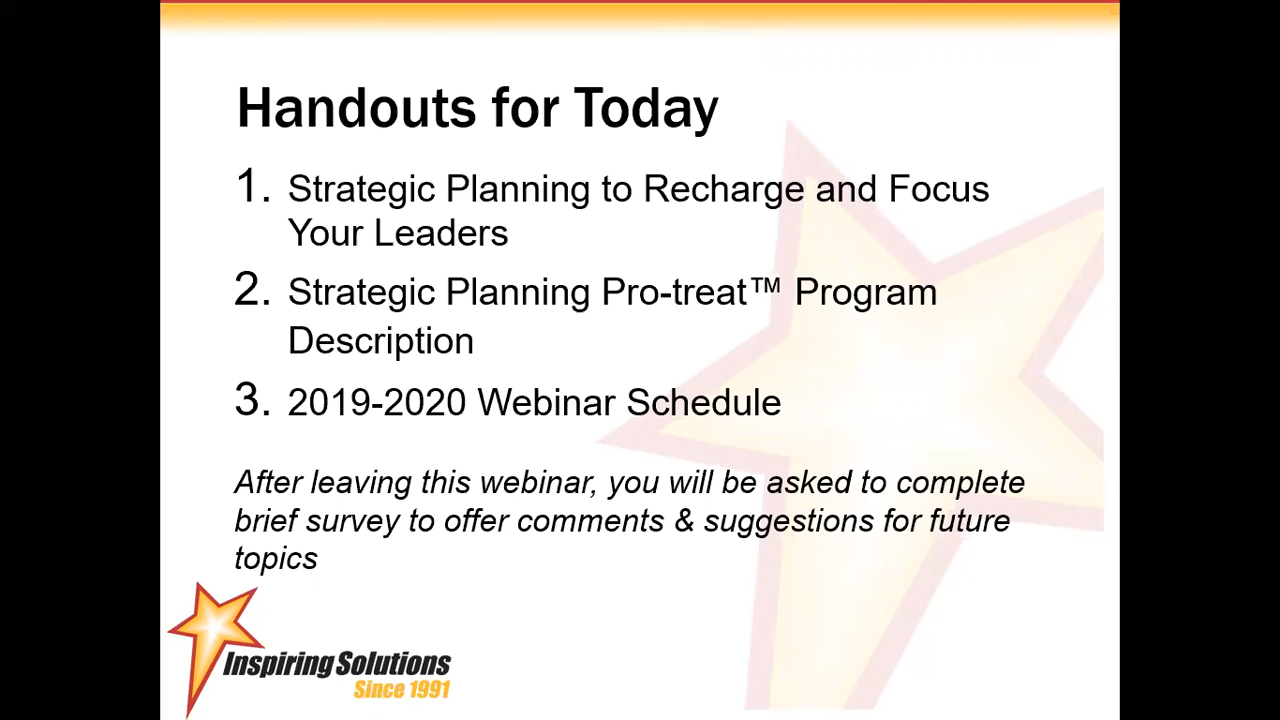 Handouts for Today
1. Strategic Planning to Recharge and Focus
Your Leaders
2. Strategic Planning Pro-treat™ Program
Description
3. 2019-2020 Webinar Schedule
After leaving this webinar, you will be asked to complete
brief survey to offer comments & suggestions for future
topics
Inspiring Solutions
Since 1991